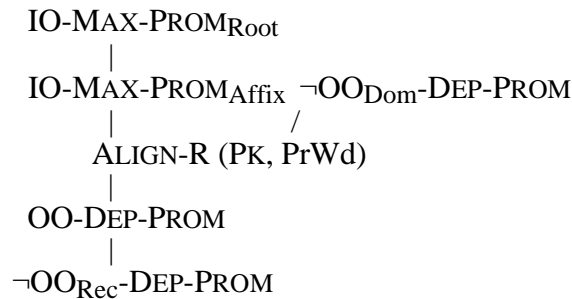 IO-MAX-PROMRoot
|
IO-MAX-PROMAffix ¬OODom-DEP-PROM
| /
ALIGN-R (PK, PrWd)
|
OO-DEP-PROM
|
¬OORec-DEP-PROM